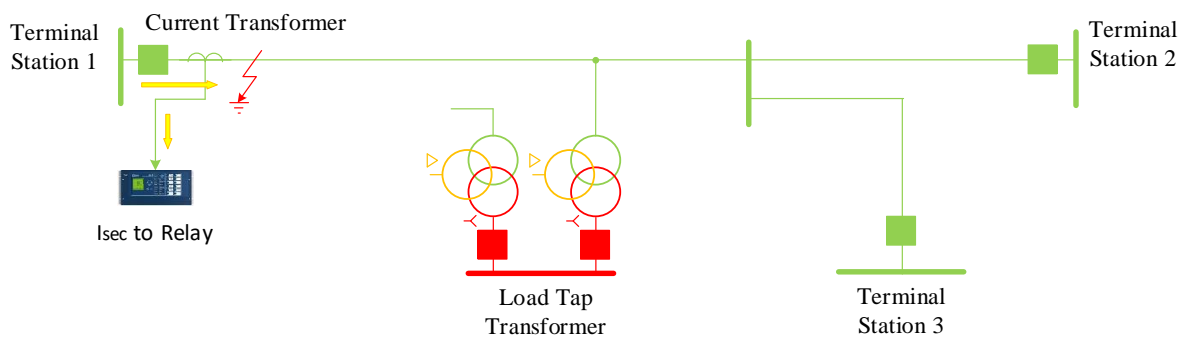 Terminal
Station 1
Current Transformer
Terminal
Station 2
Isec to Relay
Load Tap
Transformer
Terminal
Station 3